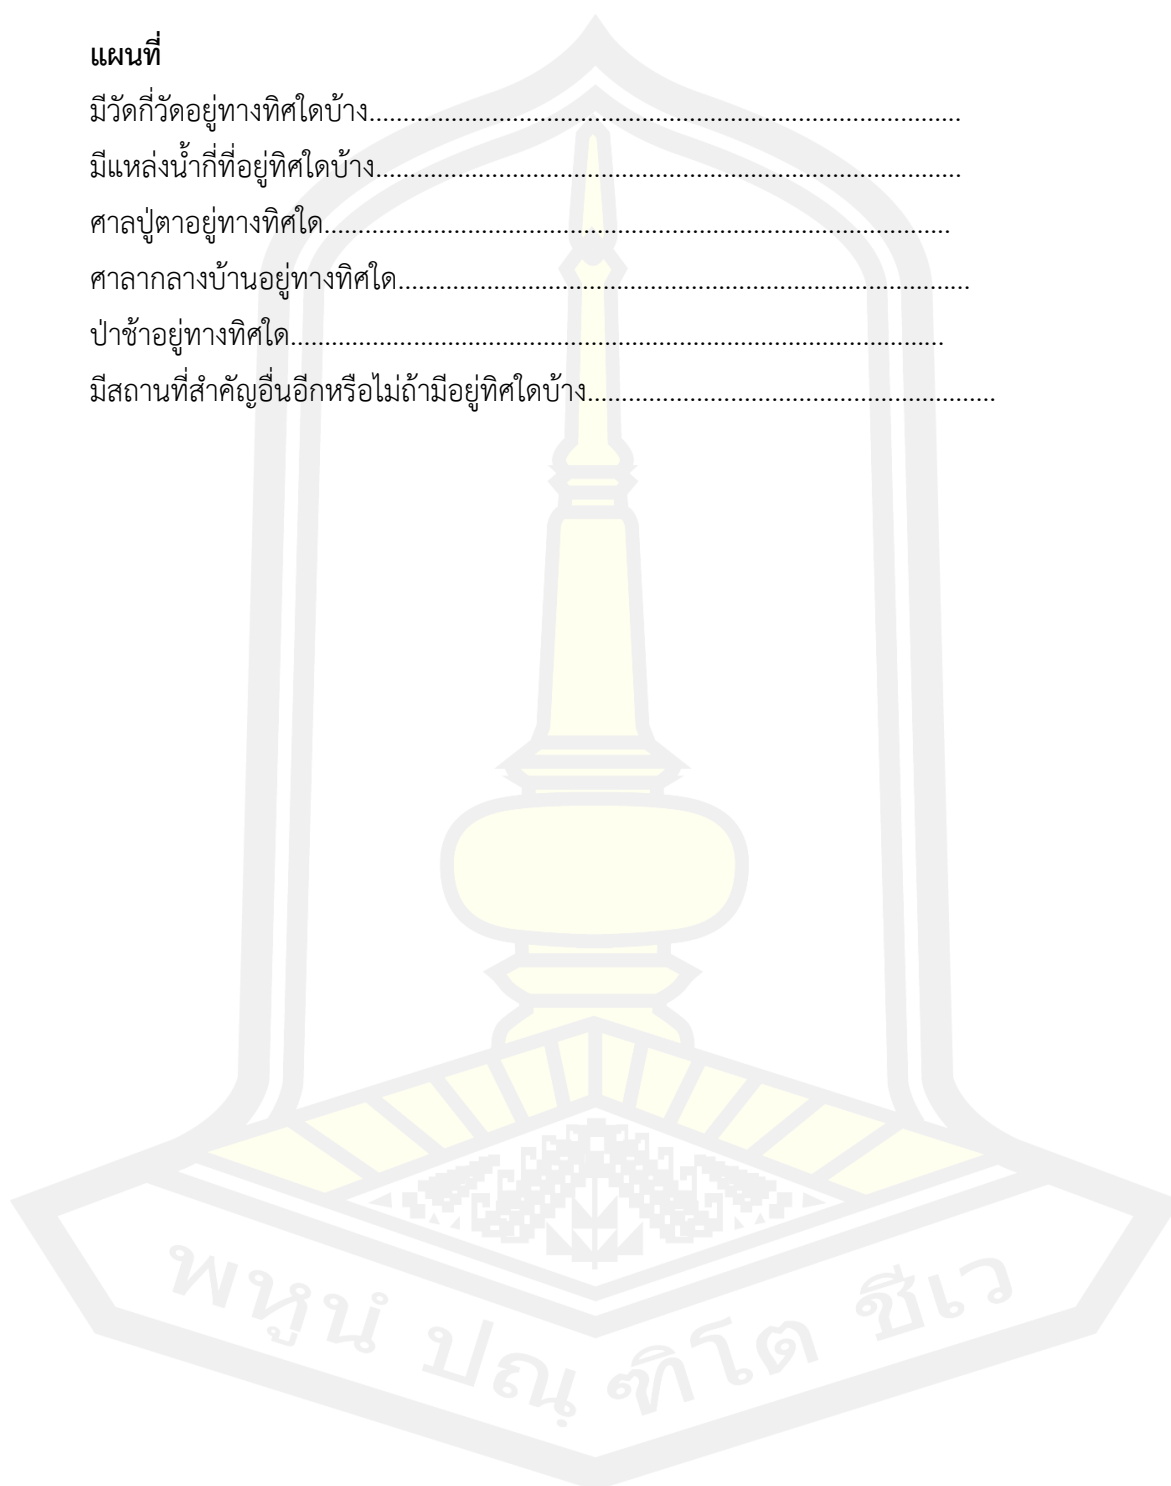 แผนที่
มีวัดกี่วัดอยู่ทางทิศใดบ้าง......................................................................................
มีแหล่งน้ำกี่ที่อยู่ทิศใดบ้าง.....................................................................................
ศาลปู่ตาอยู่ทางทิศใด...........................................................................................
ศาลากลางบ้านอยู่ทางทิศใด...................................................................................
ป่าช้าอยู่ทางทิศใด...............................................................................................
มีสถานที่สำคัญอื่นอีกหรือไม่ถ้ามีอยู่ทิศใดบ้าง...........................................................
พหูนํ ปณฺฑิโต ชีเว